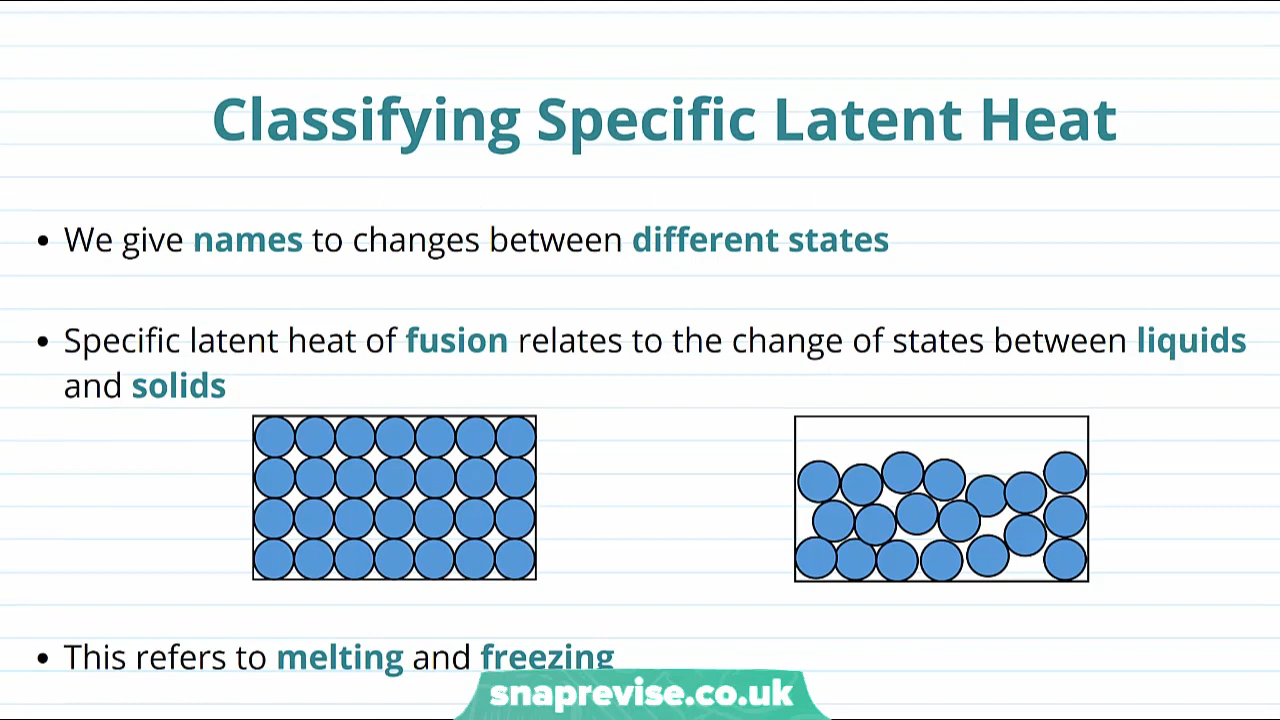 Classifying Specific Latent Heat
• We give names to changes between different states
• Specific latent heat of fusion relates to the change of states between liquids
and solids
• This refers to melting and freezing
snaprevise.co.uk